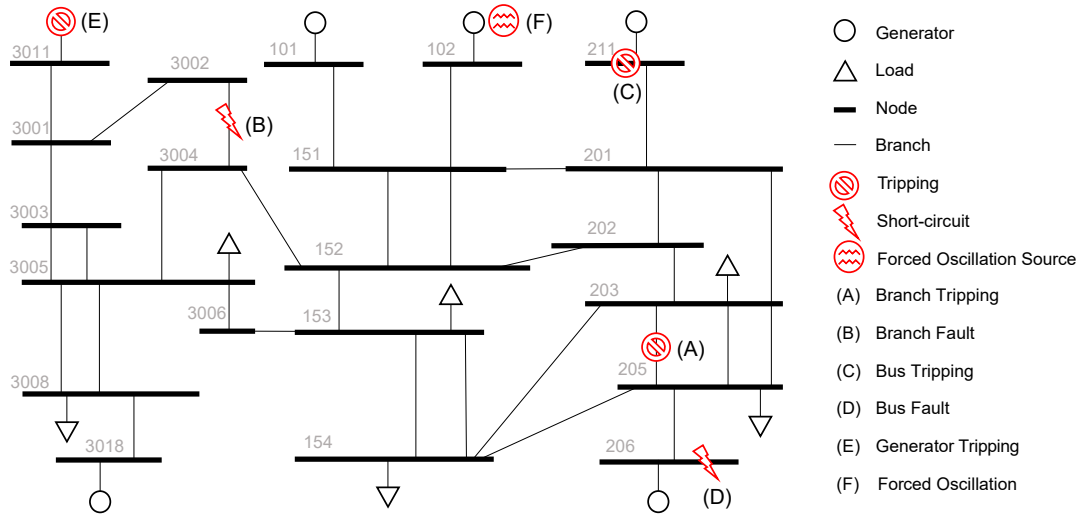 (E)
(F)
3011
3002
101
102
211
(C)
3001
(B)
3004
151
201
3003
202
3005
152
203
3006
153
(A)
3008
205
3018
154
206
(D)
Generator
Load
Node
Branch
Tripping
Short-circuit
Forced Oscillation Source
(A) Branch Tripping
(B) Branch Fault
(C) Bus Tripping
(D) Bus Fault
(E) Generator Tripping
(F) Forced Oscillation